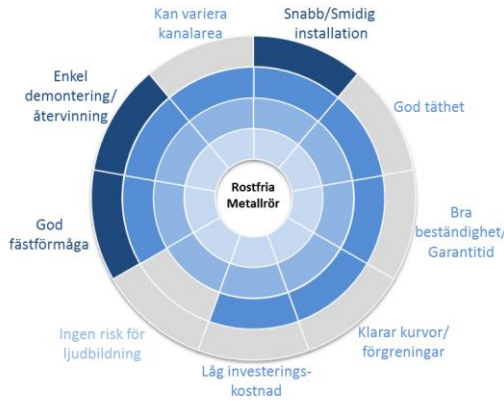 Kan variera
kanalarea
Snabb/Smidig
installation
God täthet
Bra
beständighet/
Garantitid
Klarar kurvor/
förgreningar
Låg investerings-
kostnad
Ingen risk för
ljudbildning
God
fästförmåga
Enkel
demontering/
återvinning
Rostfria
Metallrör